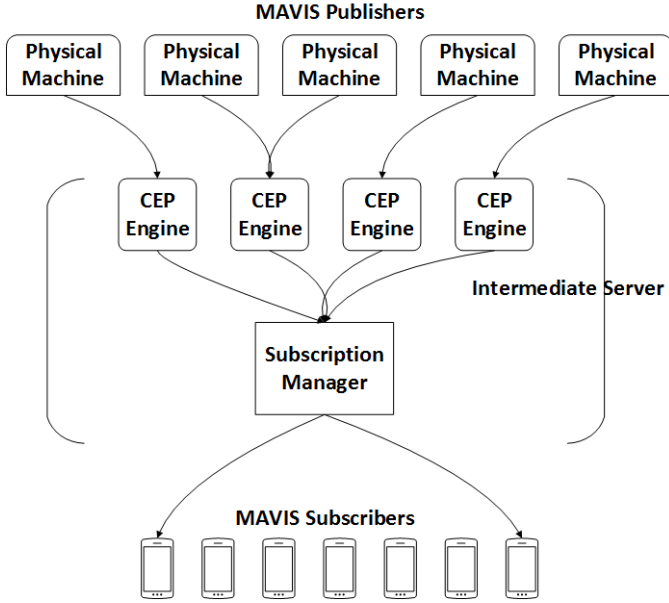 MAVIS Publishers
Physical
Machine
Physical
Machine
Physical
Machine
Physical
Machine
Physical
Machine
CEP
Engine
CEP
Engine
CEP
Engine
CEP
Engine
Intermediate Server
Subscription
Manager
MAVIS Subscribers